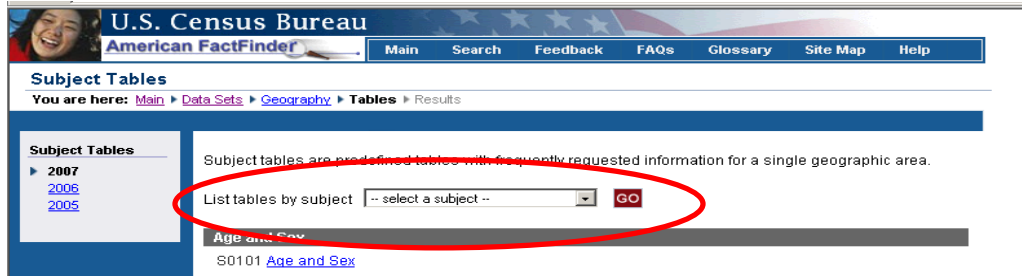 U.S. Census Bureau
American FactFinder
Main Search Feedback FAQs Glossary Site Map Help
Subject Tables
You are here: Main ▶ Data Sets ▶ Geography ▶ Tables ▶ Results
Subject Tables
▶ 2007
2006
2005
Subject tables are predefined tables with frequently requested information for a single geographic area.
List tables by subject -- select a subject -- GO
Age and Sex
S0101 Age and Sex